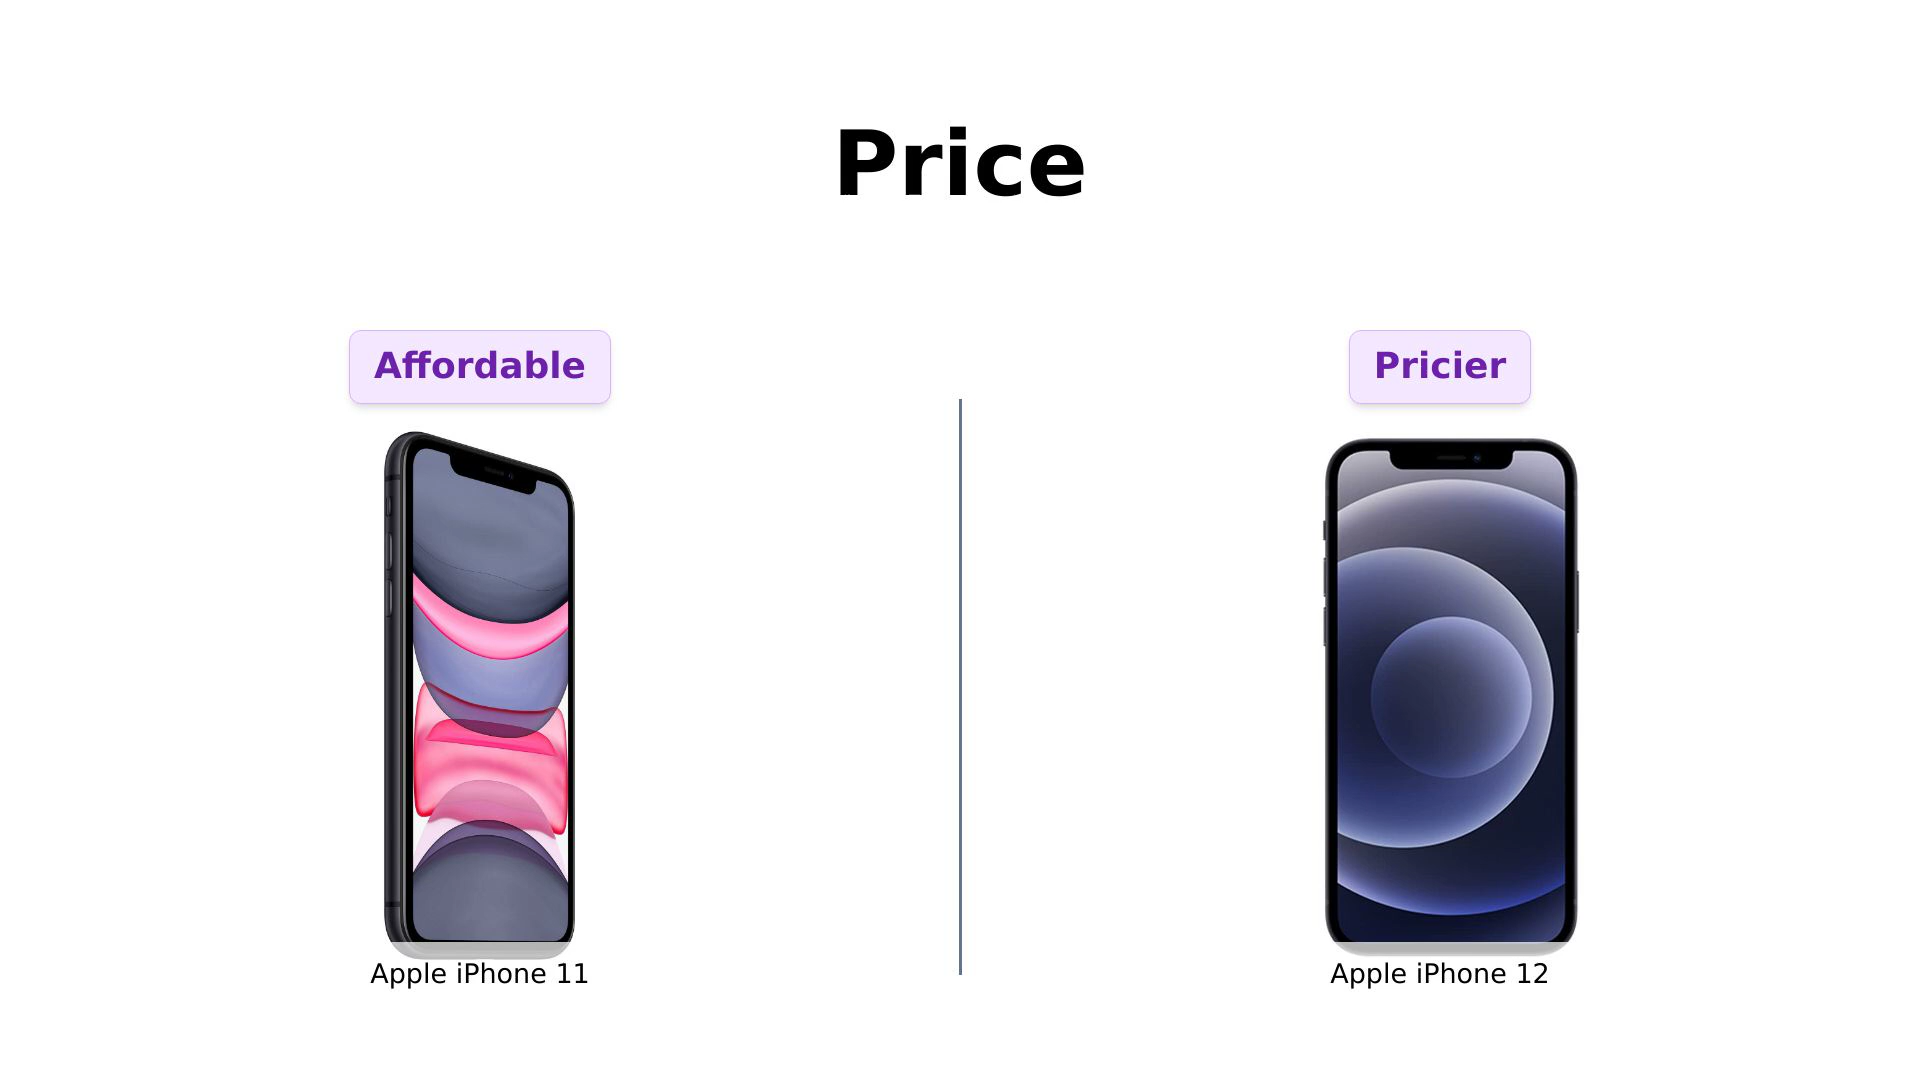 Price
Affordable
Pricier
Apple iPhone 11
Apple iPhone 12